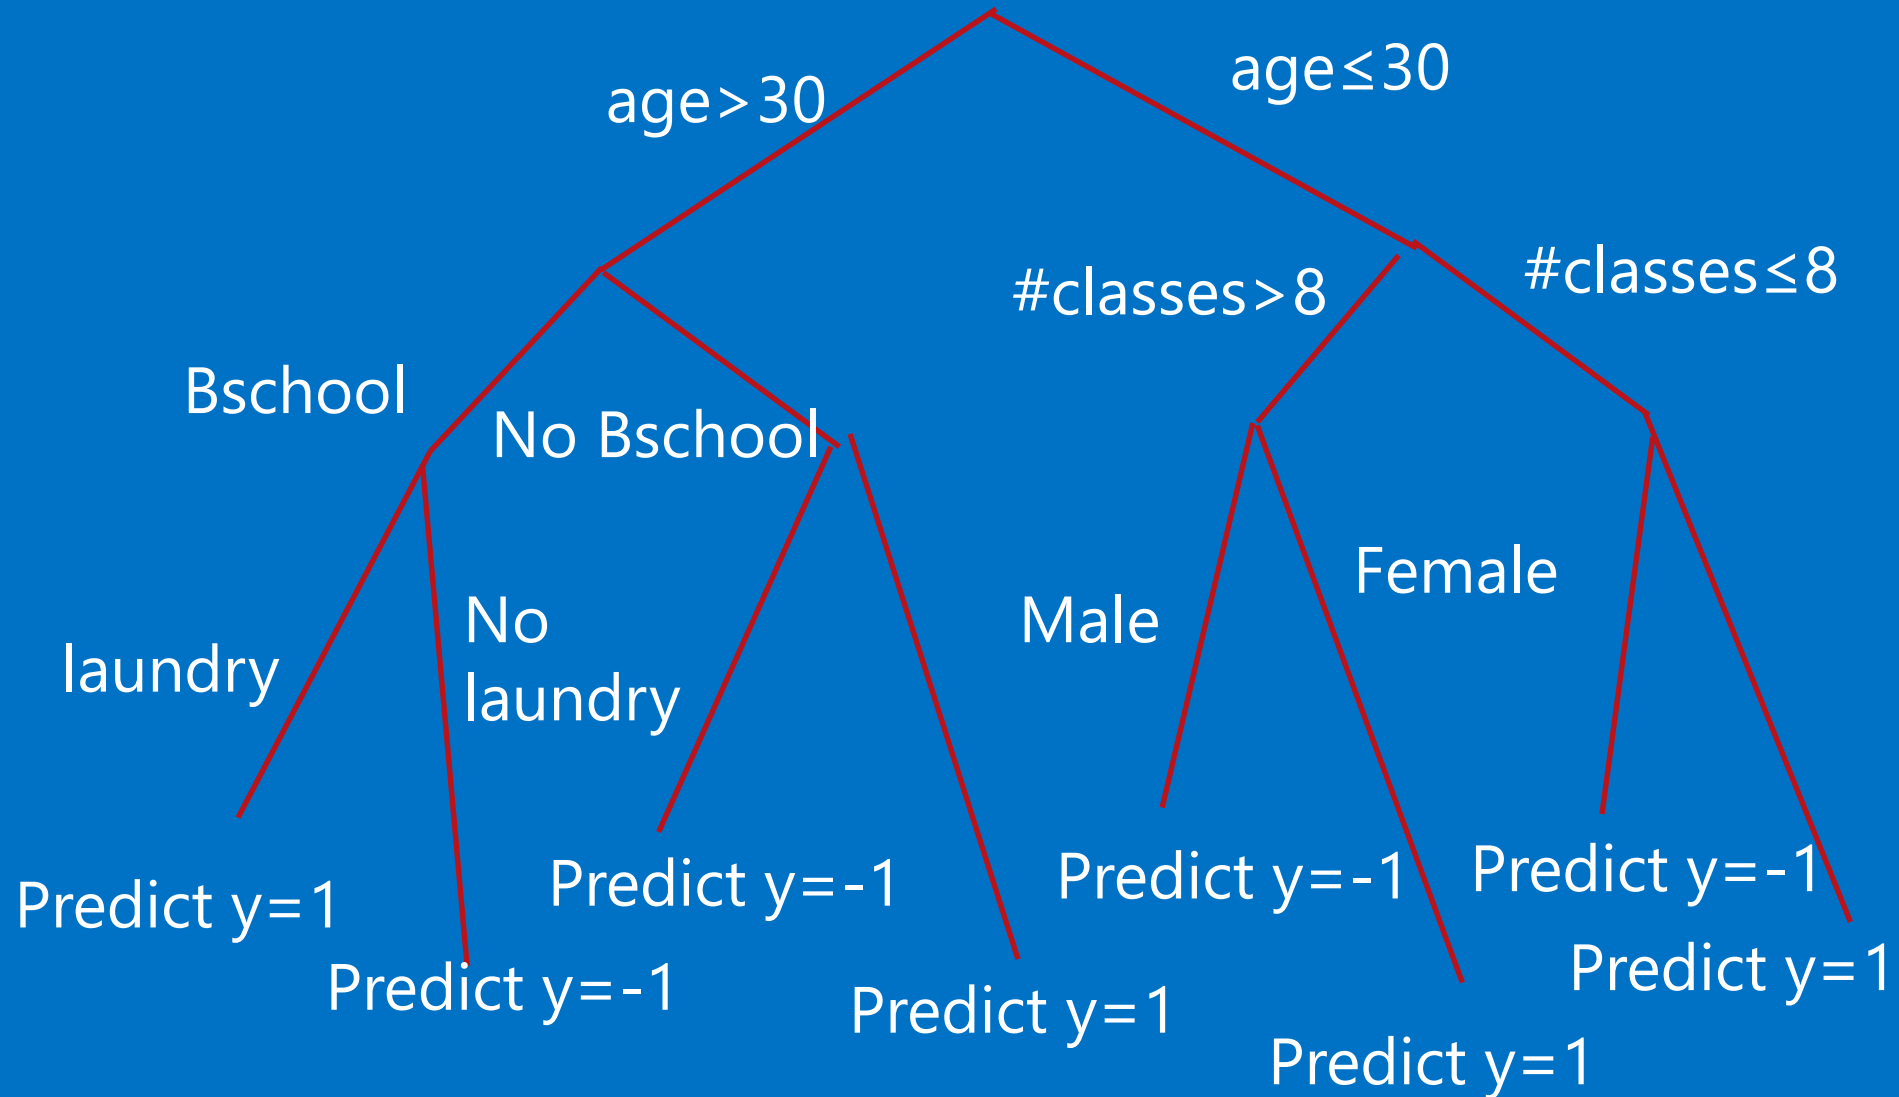 age>30
age≤30
#classes>8
#classes≤8
Bschool
No Bschool
laundry
No
laundry
Male
Female
Predict y=1
Predict y=-1
Predict y=-1
Predict y=1
Predict y=-1
Predict y=1
Predict y=-1
Predict y=1